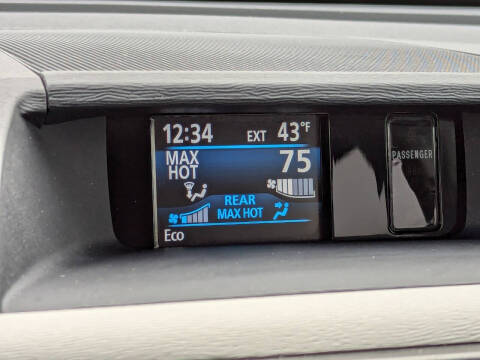 12:34 EXT 43°F
MAX HOT 75
REAR
MAX HOT
Eco
PASSENGER